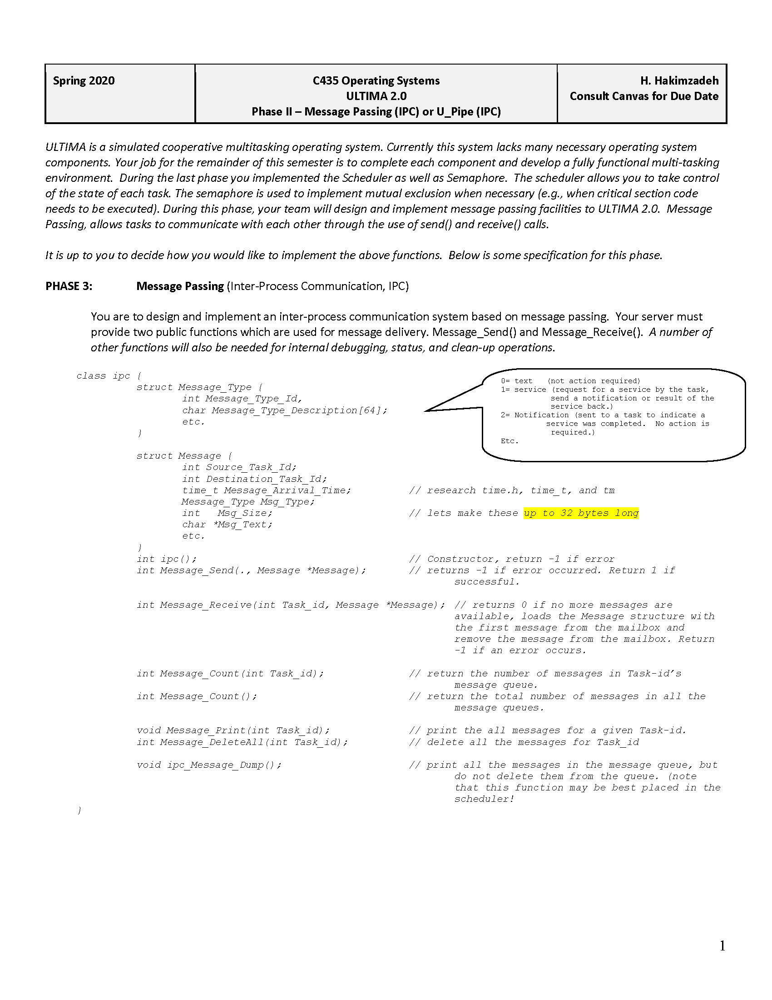 Spring 2020
C435 Operating Systems
ULTIMA 2.0
Phase II – Message Passing (IPC) or U_Pipe (IPC)
H. Hakimzadeh
Consult Canvas for Due Date
ULTIMA is a simulated cooperative multitasking operating system. Currently this system lacks many necessary operating system
components. Your job for the remainder of this semester is to complete each component and develop a fully functional multi-tasking
environment. During the last phase you implemented the Scheduler as well as Semaphore. The scheduler allows you to take control
of the state of each task. The semaphore is used to implement mutual exclusion when necessary (e.g., when critical section code
needs to be executed). During this phase, your team will design and implement message passing facilities to ULTIMA 2.0. Message
Passing, allows tasks to communicate with each other through the use of send() and receive() calls.
It is up to you to decide how you would like to implement the above functions. Below is some specification for this phase.
PHASE 3: Message Passing (Inter-Process Communication, IPC)
You are to design and implement an inter-process communication system based on message passing. Your server must
provide two public functions which are used for message delivery. Message_Send() and Message_Receive(). A number of
other functions will also be needed for internal debugging, status, and clean-up operations.
class ipc {
struct Message_Type {
int Message_Type_Id,
char Message_Type_Description[64];
etc.
}
0= text (not action required)
1= service (request for a service by the task,
send a notification or result of the
service back.)
2= Notification (sent to a task to indicate a
service was completed. No action is
required.)
Etc.
struct Message {
int Source_Task_Id;
int Destination_Task_Id;
time_t Message_Arrival_Time; // research time.h, time_t, and tm
Message_Type Msg_Type;
int Msg_Size; // lets make these up to 32 bytes long
char *Msg_Text;
etc.
}
int ipc(); // Constructor, return -1 if error
int Message_Send(., Message *Message); // returns -1 if error occurred. Return 1 if
successful.
int Message_Receive(int Task_id, Message *Message); // returns 0 if no more messages are
available, loads the Message structure with
the first message from the mailbox and
remove the message from the mailbox. Return
-1 if an error occurs.
int Message_Count(int Task_id); // return the number of messages in Task-id’s
message queue.
int Message_Count(); // return the total number of messages in all the
message queues.
void Message_Print(int Task_id); // print the all messages for a given Task-id.
int Message_DeleteAll(int Task_id); // delete all the messages for Task_id
void ipc_Message_Dump(); // print all the messages in the message queue, but
do not delete them from the queue. (note
that this function may be best placed in the
scheduler!
}
1